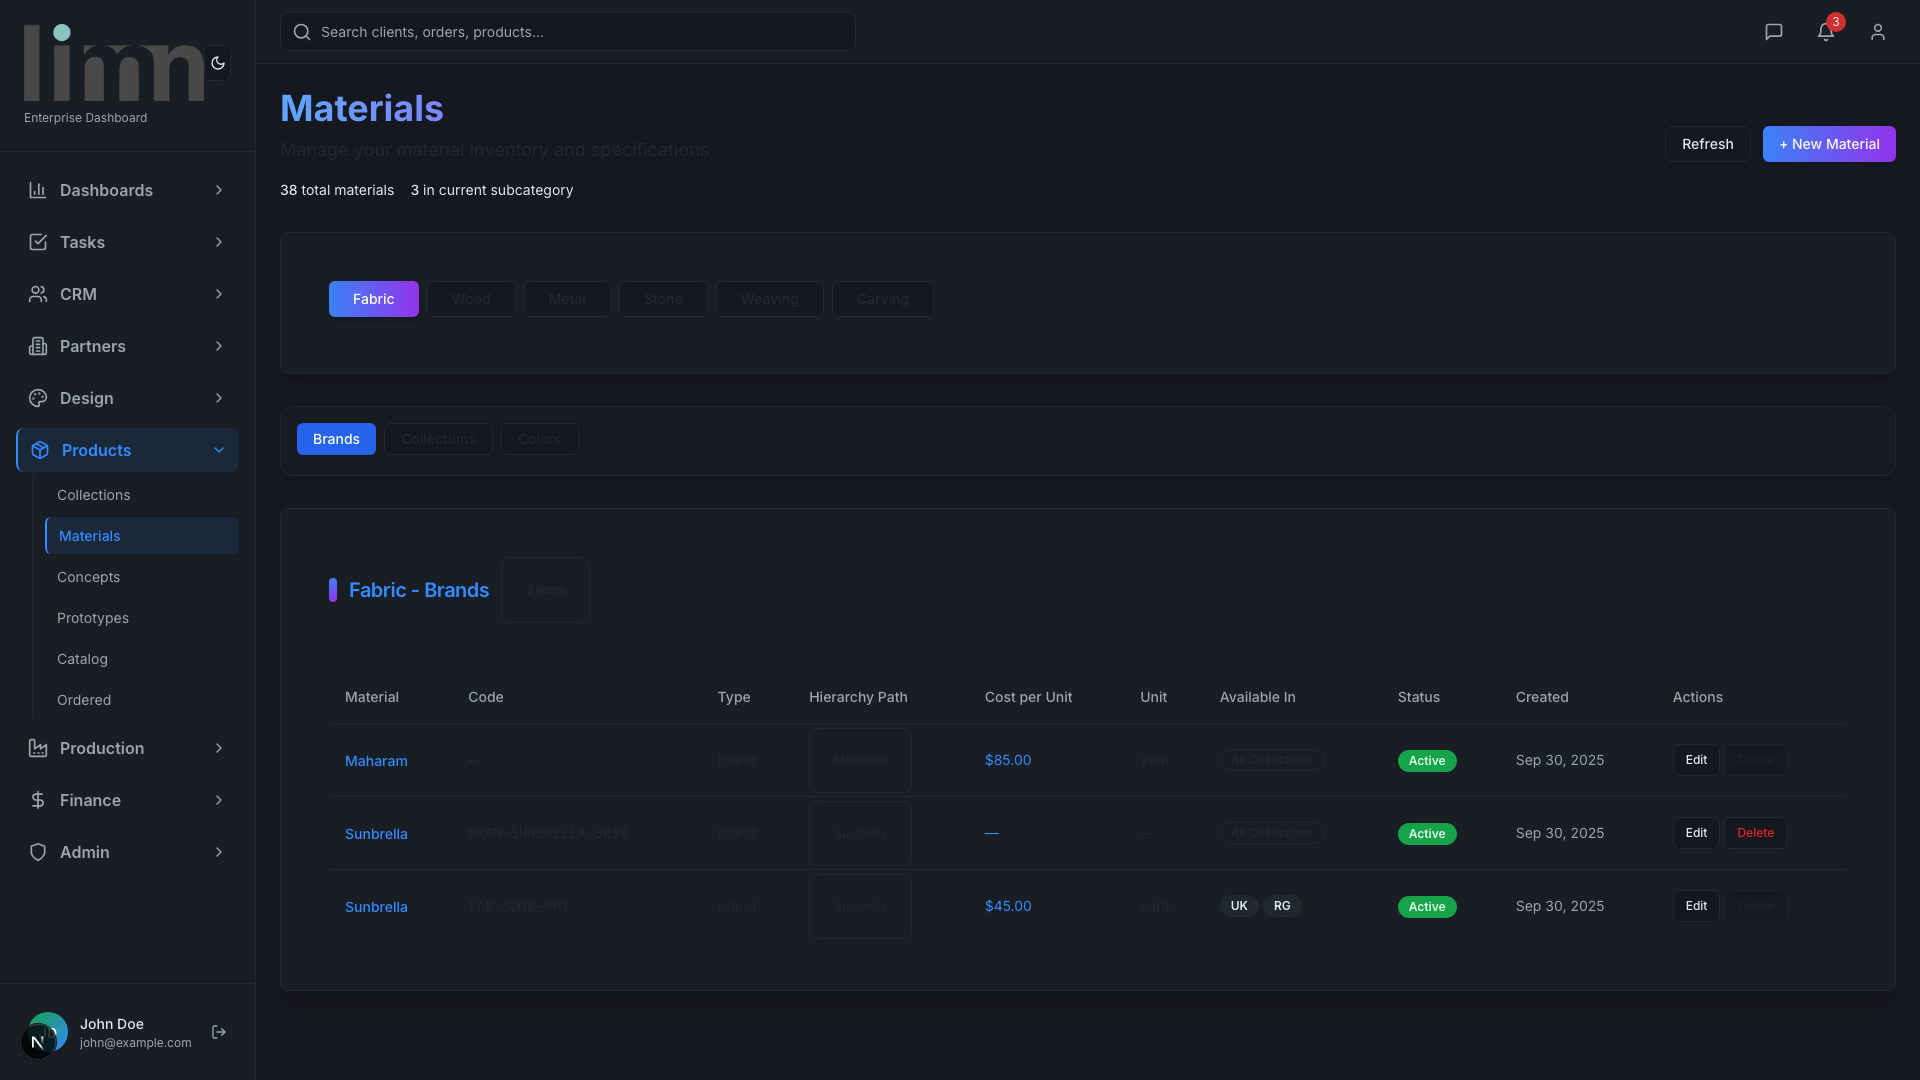 limn
Enterprise Dashboard
Dashboards
Tasks
CRM
Partners
Design
Products
Collections
Materials
Concepts
Prototypes
Catalog
Ordered
Production
Finance
Admin
John Doe
john@example.com
N
Search clients, orders, products...
3
Materials
Manage your material inventory and specifications
Refresh
+ New Material
38 total materials 3 in current subcategory
Fabric Wood Metal Stone Weaving Carving
Brands Collections Colors
Fabric - Brands 3 items
Material Code Type Hierarchy Path Cost per Unit Unit Available In Status Created Actions
Maharam — brand Maharam $85.00 yard All Collections Active Sep 30, 2025 Edit Delete
Sunbrella BRAN-SUNBRELLA-3858 brand Sunbrella — — All Collections Active Sep 30, 2025 Edit Delete
Sunbrella FAB-SUNB-001 brand Sunbrella $45.00 yard UK RG Active Sep 30, 2025 Edit Delete